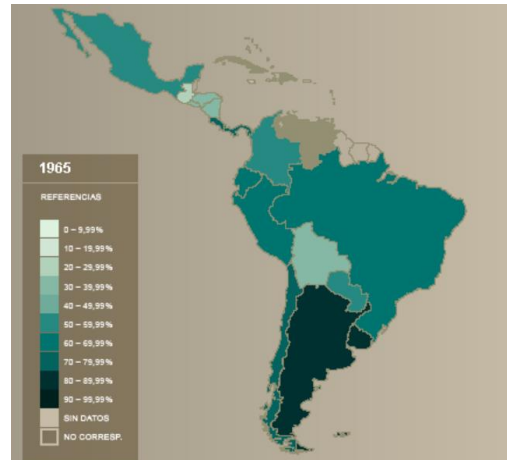 1965
REFERENCIAS
0 – 9,99%
10 – 19,99%
20 – 29,99%
30 – 39,99%
40 – 49,99%
50 – 59,99%
60 – 69,99%
70 – 79,99%
80 – 89,99%
90 – 99,99%
SIN DATOS
NO CORRESP.